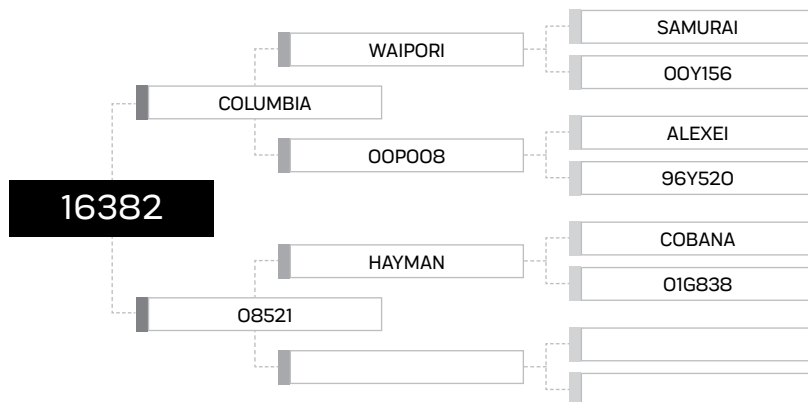 SAMURAI
WAIPORI
00Y156
COLUMBIA
ALEXEI
00P008
96Y520
16382
COBANA
HAYMAN
01G838
08521